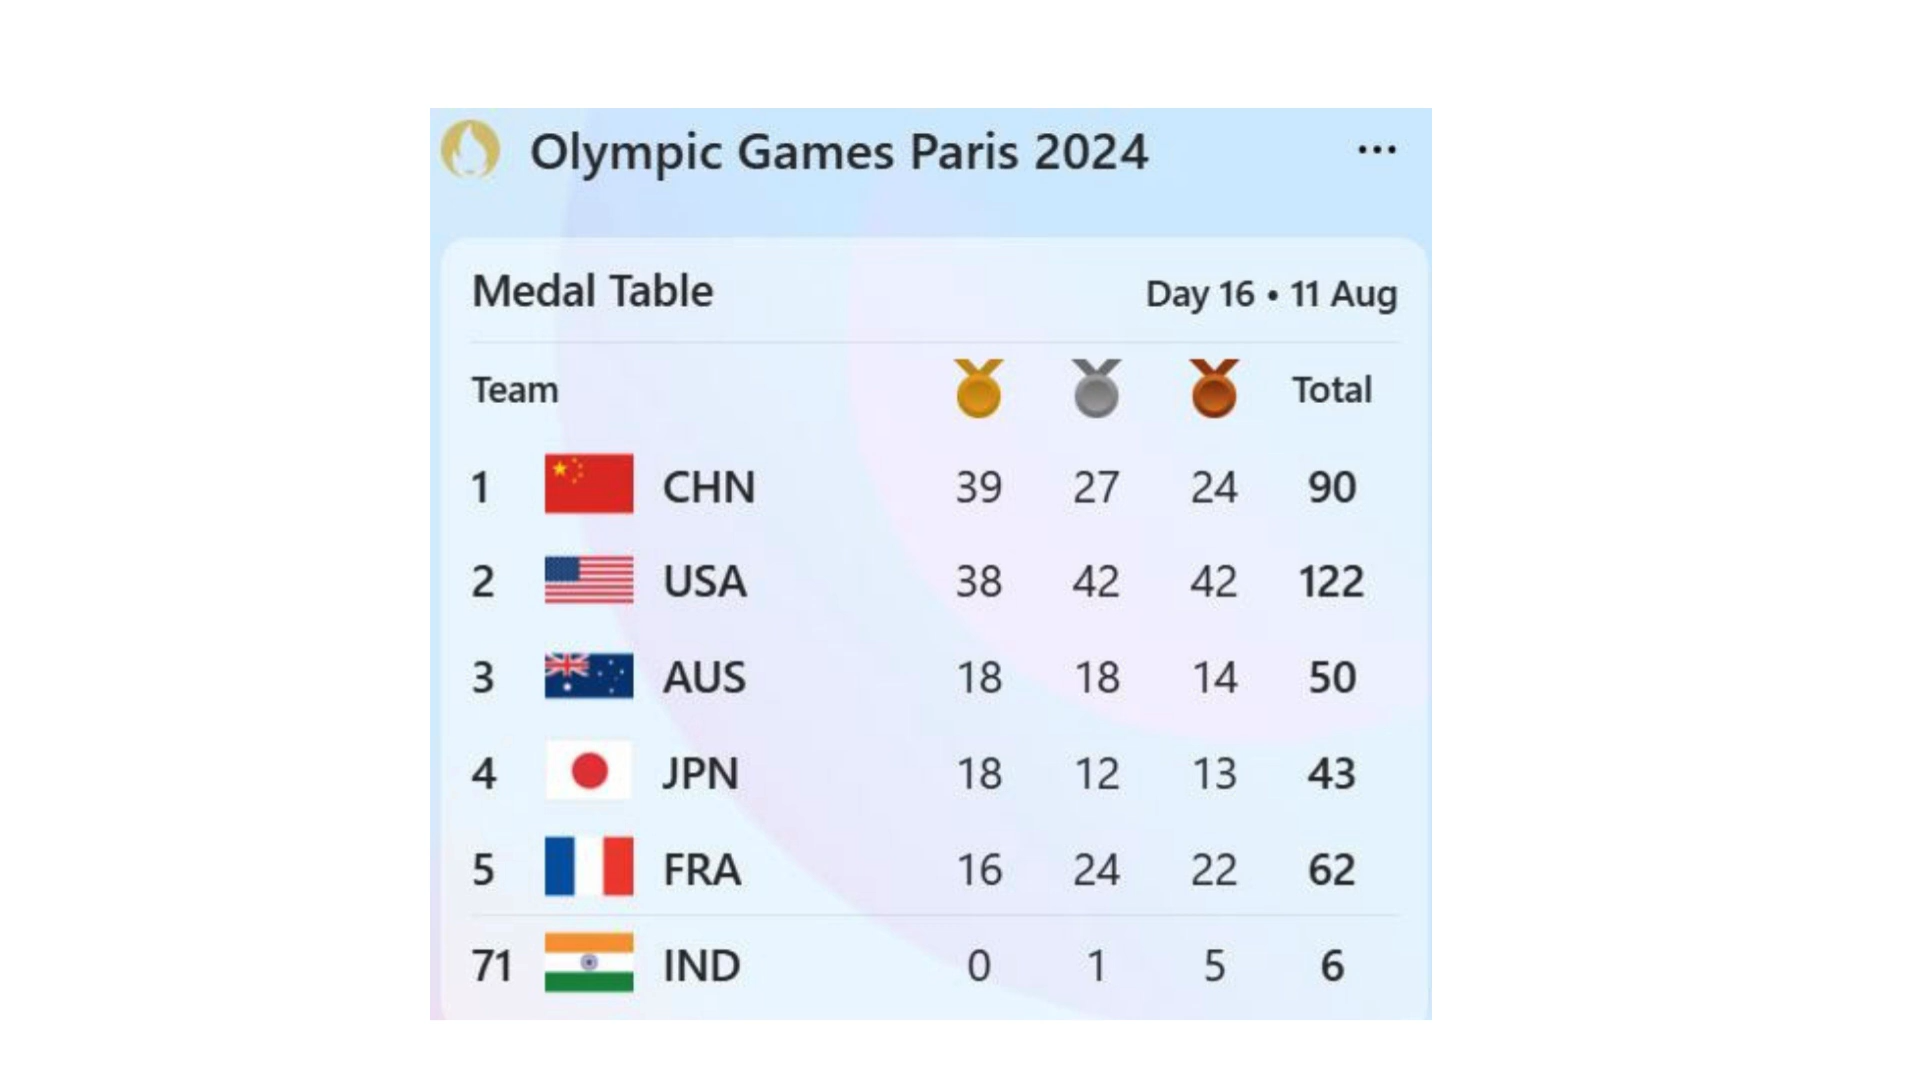 Olympic Games Paris 2024 ...
Medal Table Day 16 • 11 Aug
Team Total
1 CHN 39 27 24 90
2 USA 38 42 42 122
3 AUS 18 18 14 50
4 JPN 18 12 13 43
5 FRA 16 24 22 62
71 IND 0 1 5 6